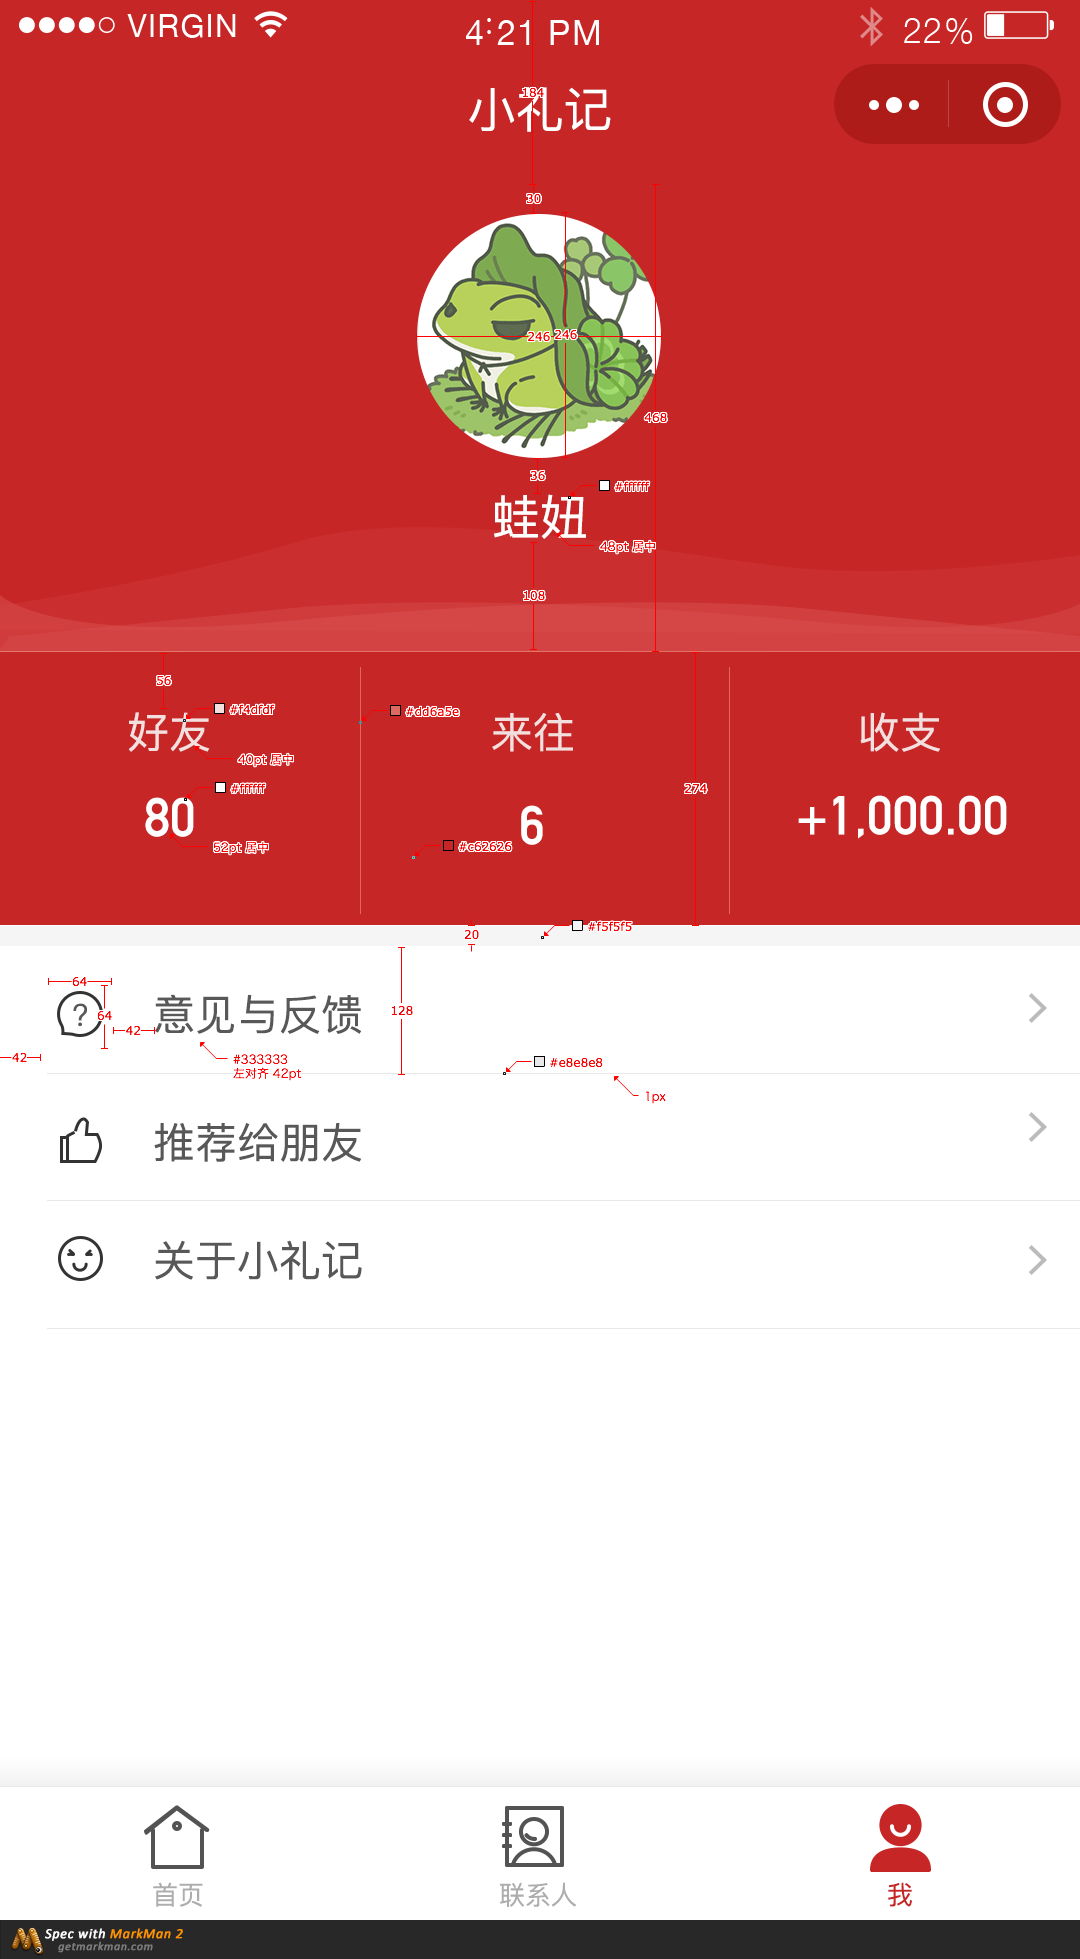 VIRGIN 4:21 PM 22%
184
小礼记
30
246 246
468
36
#ffffff
蛙妞
48pt 居中
108
56
#f4dfdf
#dd6a5e
好友 来往 收支
40pt 居中
#ffffff
274
80 6 +1,000.00
52pt 居中
#c62626
#f5f5f5
20
64
意见与反馈
64
42
128
42
#333333
左对齐 42pt
#e8e8e8
1px
推荐给朋友
关于小礼记
首页 联系人 我
Spec with MarkMan 2
getmarkman.com